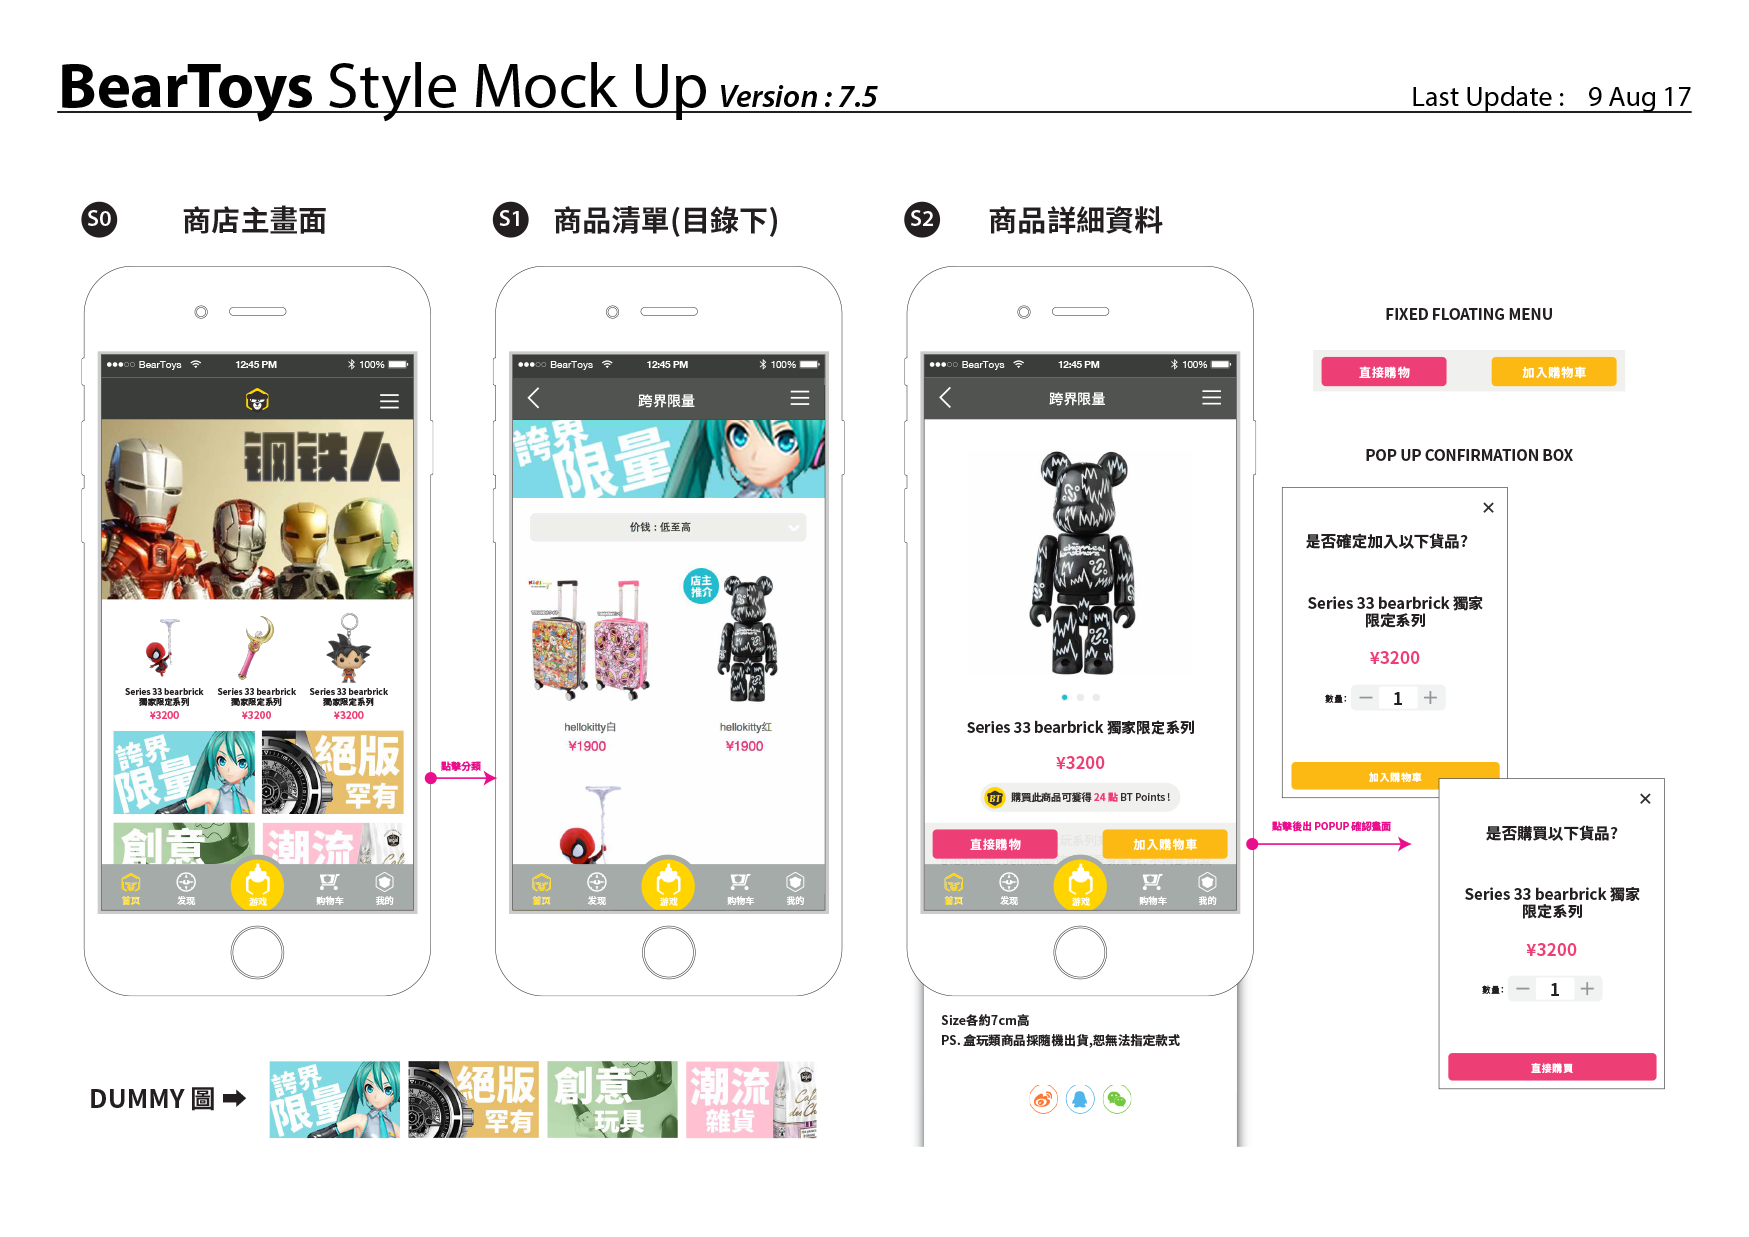 BearToys Style Mock Up Version : 7.5
Last Update : 9 Aug 17
S0 商店主畫面
S1 商品清單(目錄下)
S2 商品詳細資料
BearToys 12:45 PM 100%
钢铁人
Series 33 bearbrick
獨家限定系列
¥3200
Series 33 bearbrick
獨家限定系列
¥3200
Series 33 bearbrick
獨家限定系列
¥3200
誇界
限量
絕版
罕有
創意
潮流
首页 发现 游戏 购物车 我的
點擊分類
BearToys 12:45 PM 100%
跨界限量
誇界
限量
价钱 : 低至高
店主
推介
hellokitty白
¥1900
hellokitty紅
¥1900
首页 发现 游戏 购物车 我的
BearToys 12:45 PM 100%
跨界限量
the
chemical
brothers
Series 33 bearbrick 獨家限定系列
¥3200
BT 購買此商品可獲得 24 點 BT Points !
直接購物 加入購物車
首页 发现 游戏 购物车 我的
Size各約7cm高
PS. 盒玩類商品採隨機出貨,恕無法指定款式
FIXED FLOATING MENU
直接購物 加入購物車
POP UP CONFIRMATION BOX
是否確定加入以下貨品?
Series 33 bearbrick 獨家
限定系列
¥3200
數量: 1
加入購物車
點擊後出 POPUP 確認畫面
是否購買以下貨品?
Series 33 bearbrick 獨家
限定系列
¥3200
數量: 1
直接購買
DUMMY 圖
誇界
限量
絕版
罕有
創意
玩具
潮流
雜貨